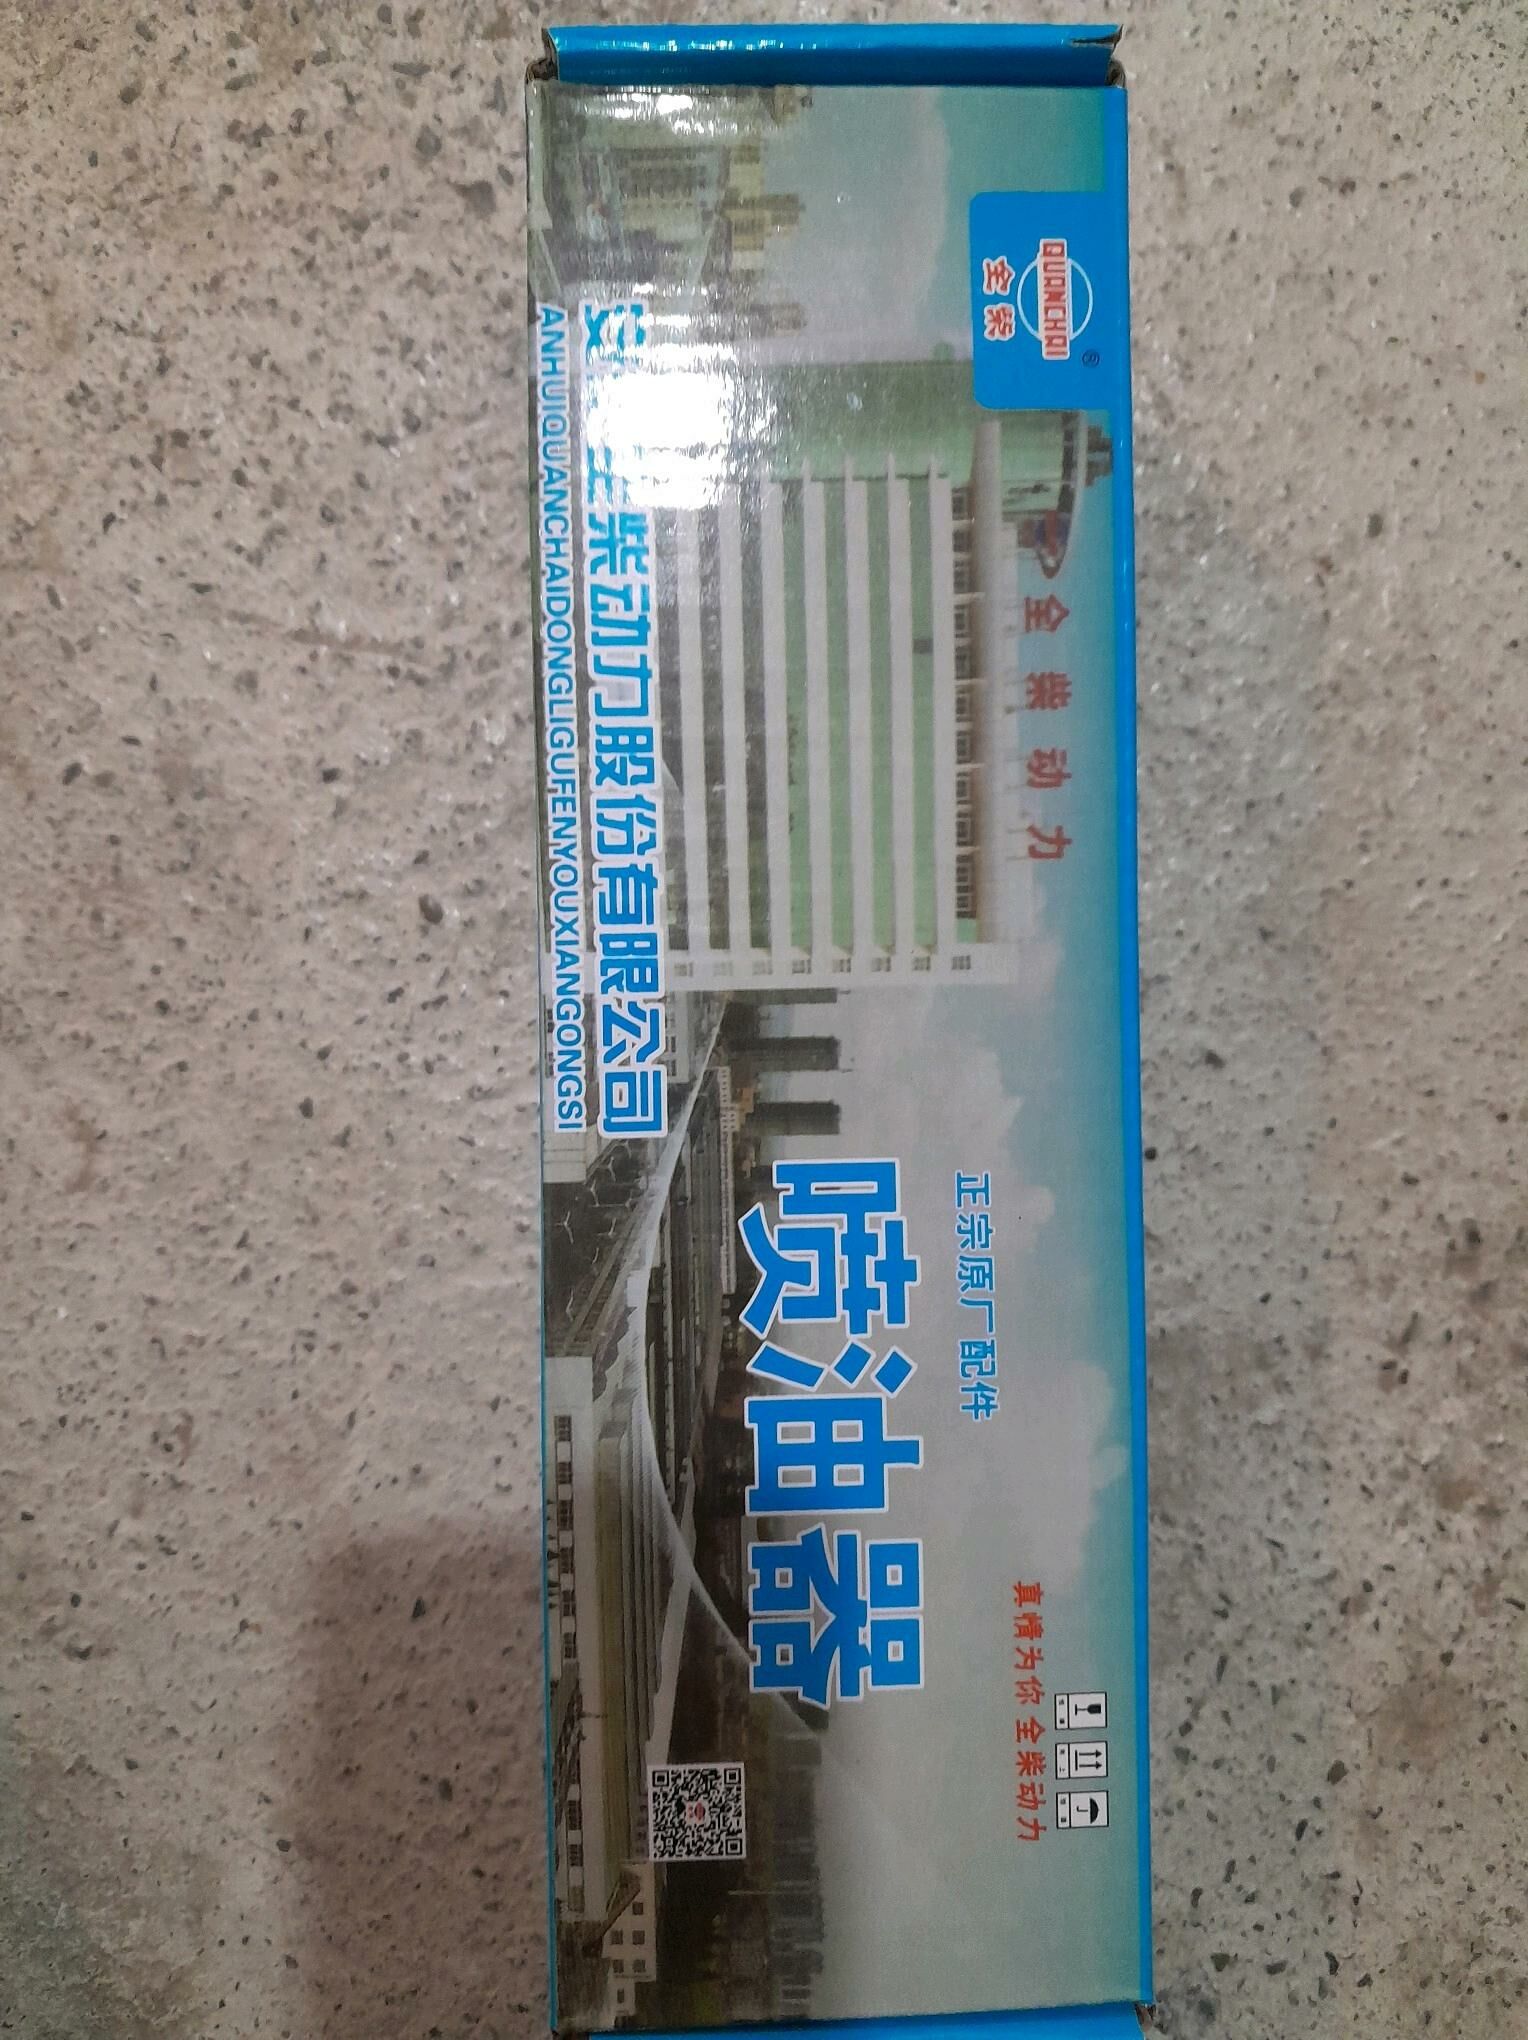 QUANCHAI
®
全柴
全柴动力
正宗原厂配件
喷油器
真情为你 全柴动力
柴动力股份有限公司
ANHUIQUANCHAIDONGLIGUFENYOUXIANGONGSI